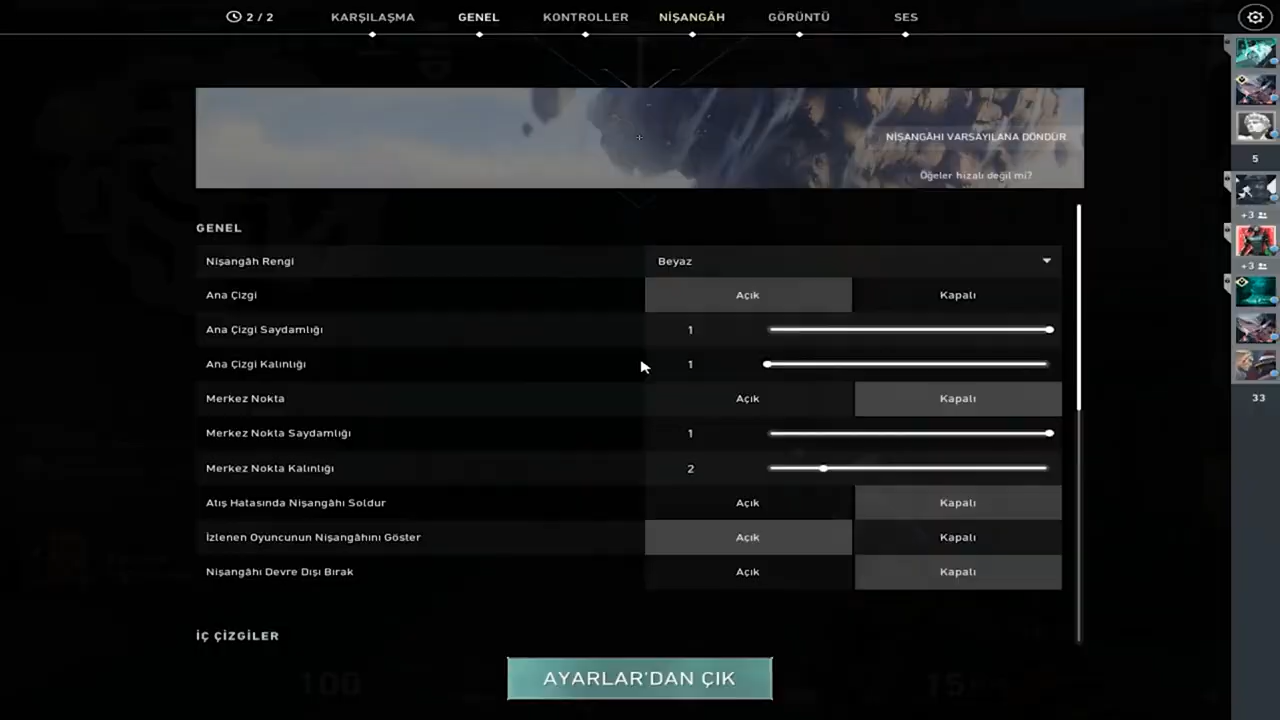 2 / 2 KARŞILAŞMA GENEL KONTROLLER NİŞANGÂH GÖRÜNTÜ SES
NİŞANGÂHI VARSAYILANA DÖNDÜR
Öğeler hizalı değil mi?
GENEL
Nişangâh Rengi Beyaz
Ana Çizgi Açık Kapalı
Ana Çizgi Saydamlığı 1
Ana Çizgi Kalınlığı 1
Merkez Nokta Açık Kapalı
Merkez Nokta Saydamlığı 1
Merkez Nokta Kalınlığı 2
Atış Hatasında Nişangâhı Soldur Açık Kapalı
İzlenen Oyuncunun Nişangâhını Göster Açık Kapalı
Nişangâhı Devre Dışı Bırak Açık Kapalı
İÇ ÇİZGİLER
AYARLAR'DAN ÇIK
100
15
5
+3
+3
33